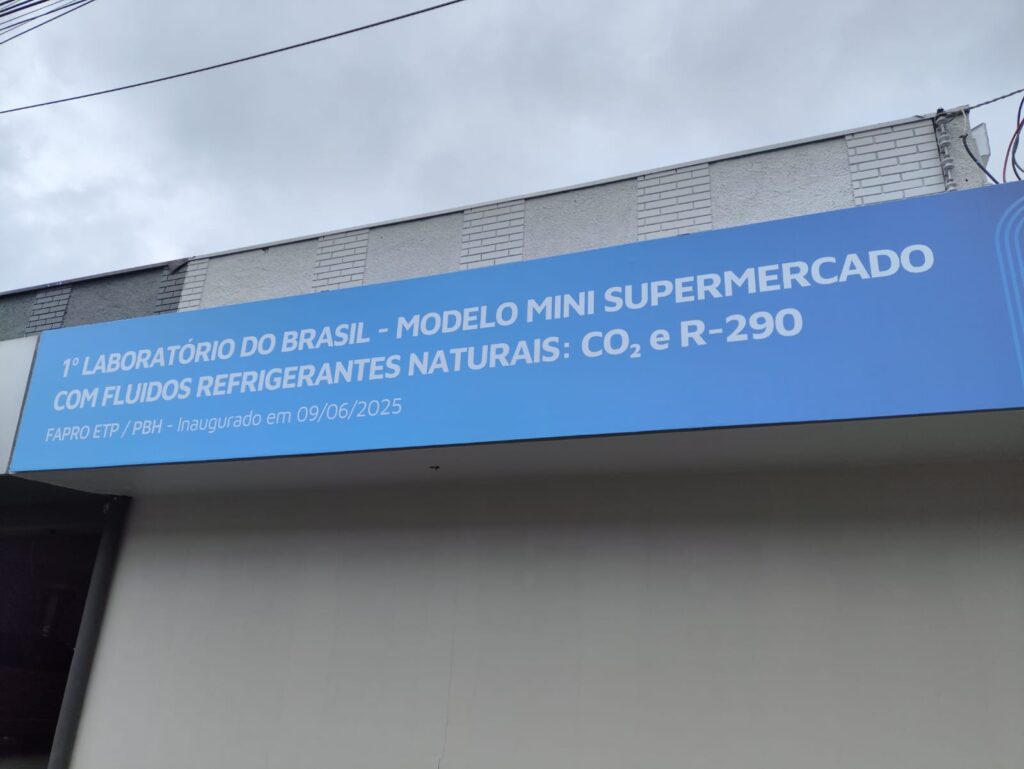 1º LABORATÓRIO DO BRASIL - MODELO MINI SUPERMERCADO
COM FLUIDOS REFRIGERANTES NATURAIS: CO₂ e R-290
FAPRO ETP / PBH - Inaugurado em 09/06/2025